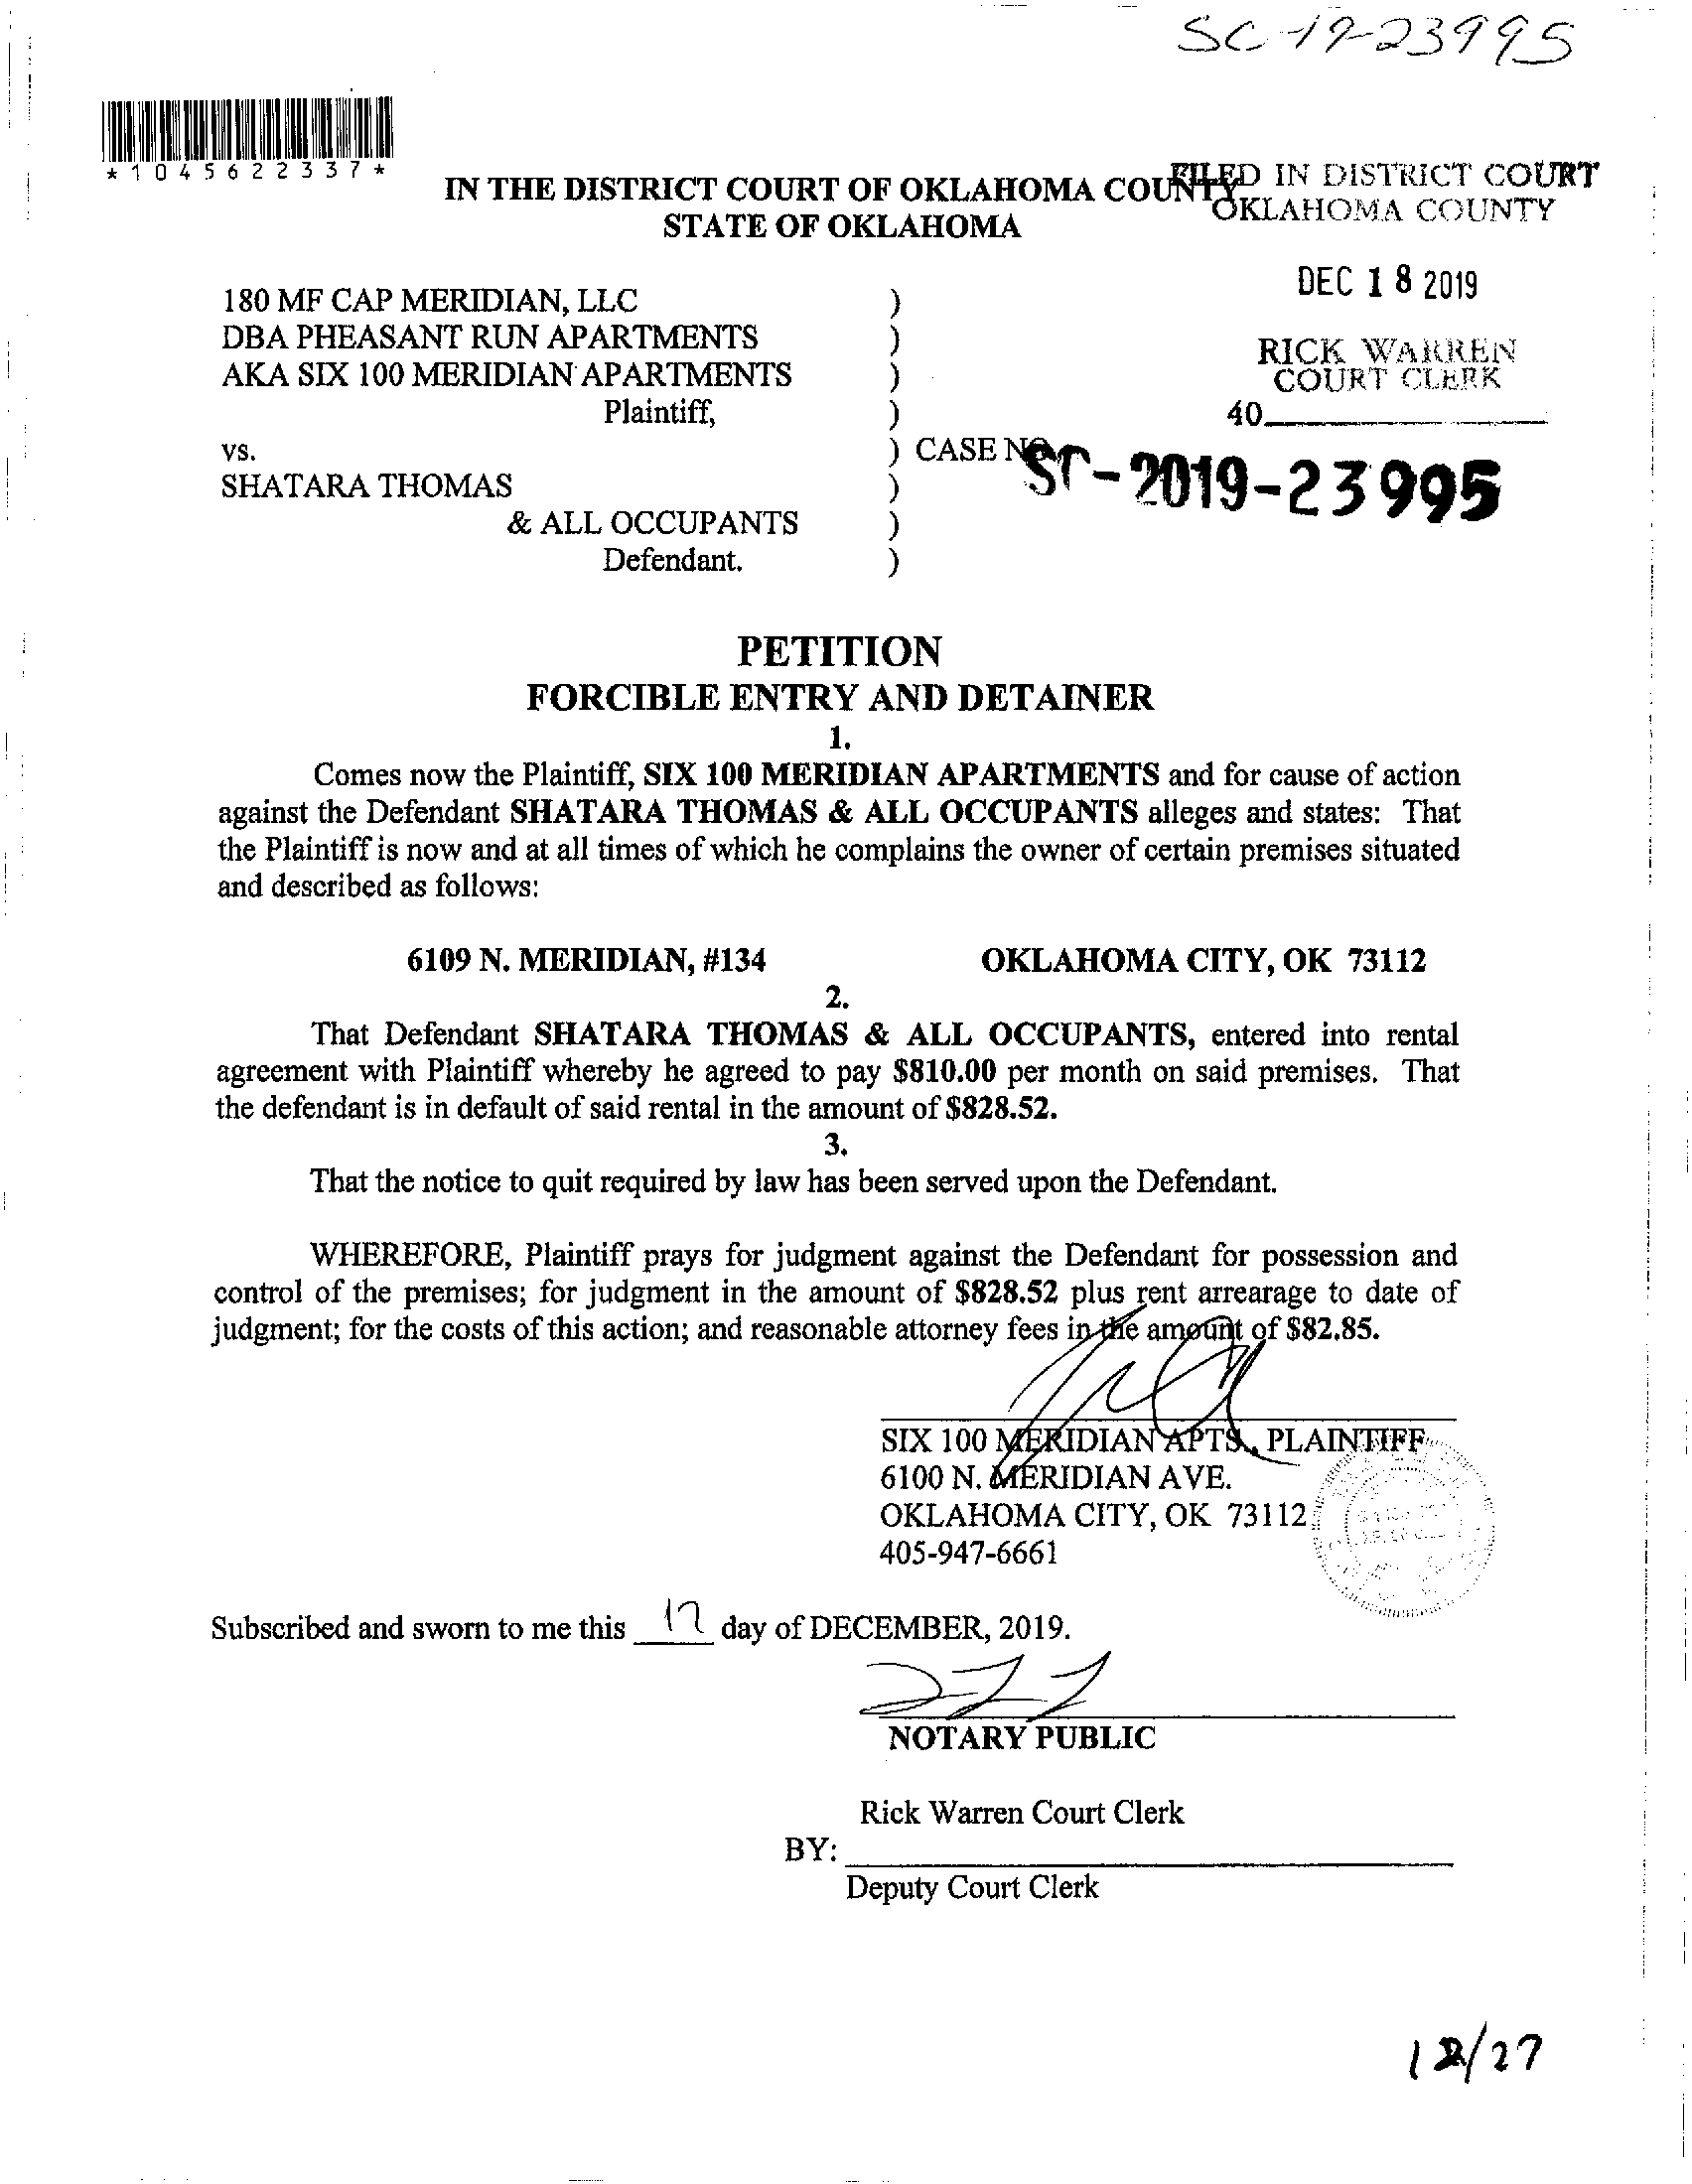 SC-19-23995
*1045622337*
IN THE DISTRICT COURT OF OKLAHOMA COUNTY
STATE OF OKLAHOMA
FILED IN DISTRICT COURT
OKLAHOMA COUNTY
DEC 18 2019
RICK WARREN
COURT CLERK
40
180 MF CAP MERIDIAN, LLC )
DBA PHEASANT RUN APARTMENTS )
AKA SIX 100 MERIDIAN APARTMENTS )
Plaintiff, )
vs. ) CASE NO.
SC-2019-23995
SHATARA THOMAS )
& ALL OCCUPANTS )
Defendant. )
PETITION
FORCIBLE ENTRY AND DETAINER
1.
Comes now the Plaintiff, SIX 100 MERIDIAN APARTMENTS and for cause of action
against the Defendant SHATARA THOMAS & ALL OCCUPANTS alleges and states: That
the Plaintiff is now and at all times of which he complains the owner of certain premises situated
and described as follows:
6109 N. MERIDIAN, #134 OKLAHOMA CITY, OK 73112
2.
That Defendant SHATARA THOMAS & ALL OCCUPANTS, entered into rental
agreement with Plaintiff whereby he agreed to pay $810.00 per month on said premises. That
the defendant is in default of said rental in the amount of $828.52.
3.
That the notice to quit required by law has been served upon the Defendant.
WHEREFORE, Plaintiff prays for judgment against the Defendant for possession and
control of the premises; for judgment in the amount of $828.52 plus rent arrearage to date of
judgment; for the costs of this action; and reasonable attorney fees in the amount of $82.85.
SIX 100 MERIDIAN APTS., PLAINTIFF
6100 N. MERIDIAN AVE.
OKLAHOMA CITY, OK 73112
405-947-6661
Subscribed and sworn to me this 17 day of DECEMBER, 2019.
NOTARY PUBLIC
Rick Warren Court Clerk
BY:
Deputy Court Clerk
12/27